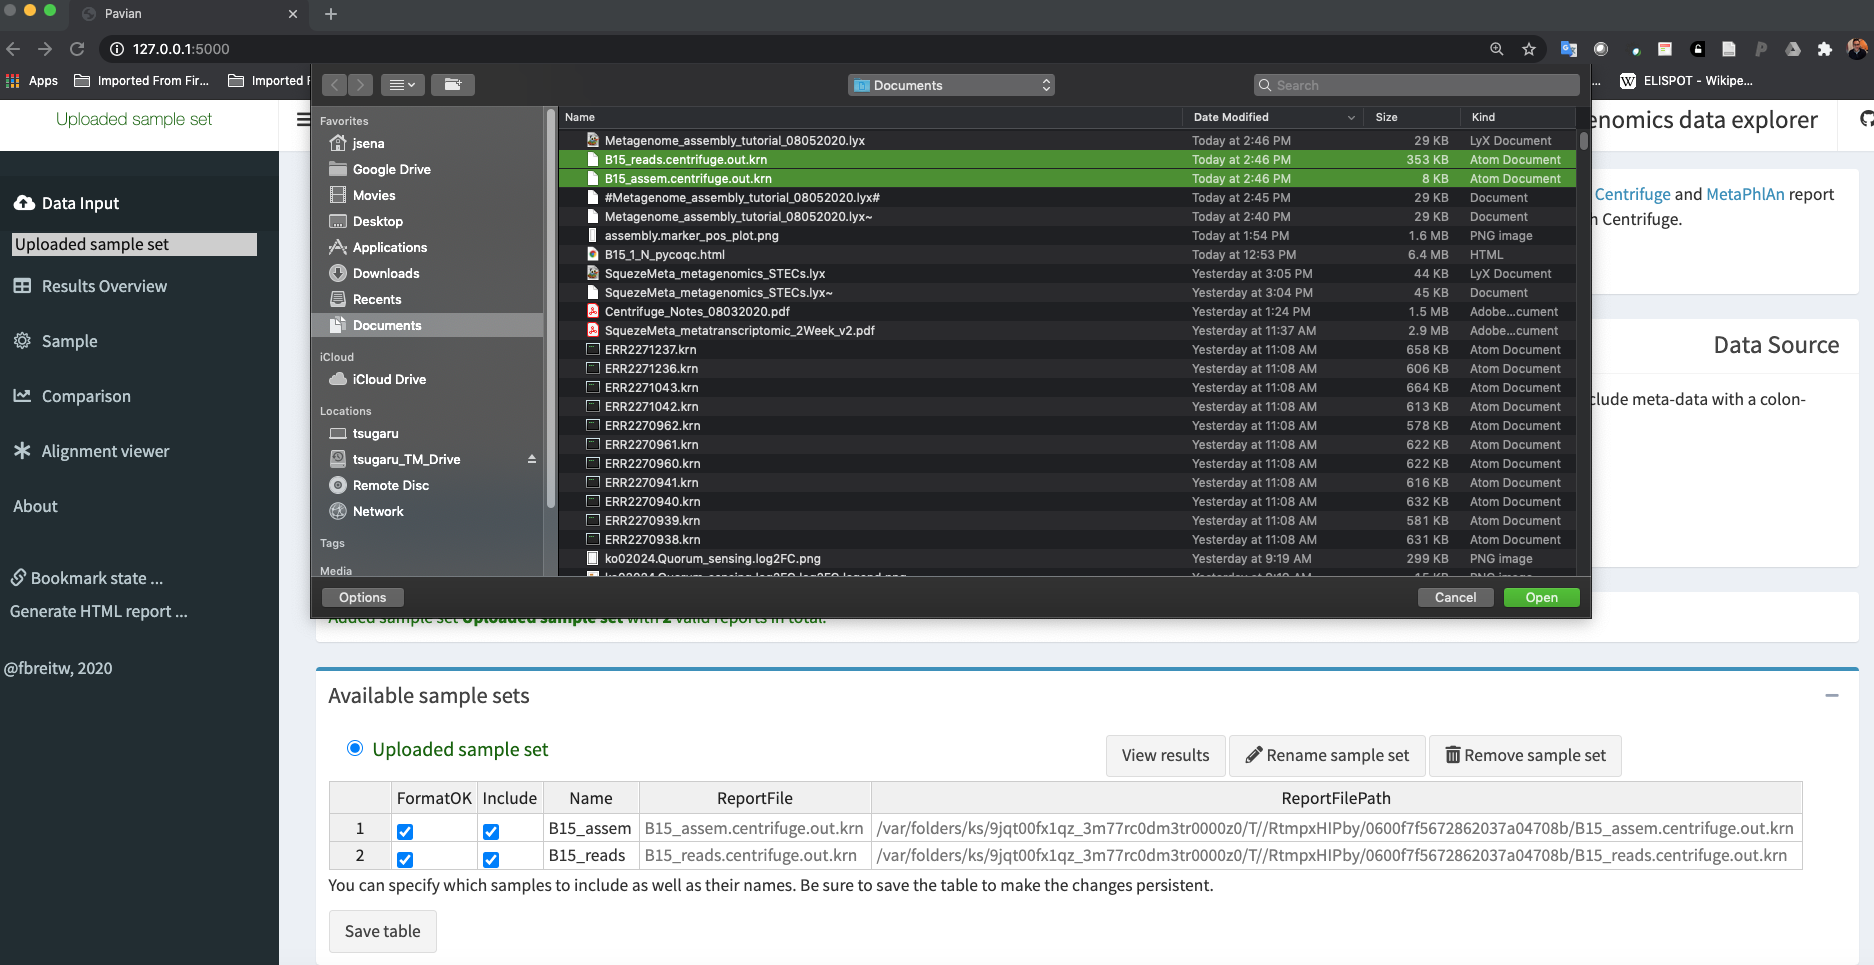 Pavian
127.0.0.1:5000
Apps
Imported From Fir...
Imported
ELISPOT - Wikipe...
Documents
Search
Uploaded sample set
enomics data explorer
Data Input
Uploaded sample set
Results Overview
Sample
Comparison
Alignment viewer
About
Bookmark state ...
Generate HTML report ...
@fbreitw, 2020
Favorites
jsena
Google Drive
Movies
Desktop
Applications
Downloads
Recents
Documents
iCloud
iCloud Drive
Locations
tsugaru
tsugaru_TM_Drive
Remote Disc
Network
Tags
Media
Name Date Modified Size Kind
Metagenome_assembly_tutorial_08052020.lyx Today at 2:46 PM 29 KB LyX Document
B15_reads.centrifuge.out.krn Today at 2:46 PM 353 KB Atom Document
B15_assem.centrifuge.out.krn Today at 2:46 PM 8 KB Atom Document
#Metagenome_assembly_tutorial_08052020.lyx# Today at 2:45 PM 29 KB Document
Metagenome_assembly_tutorial_08052020.lyx~ Today at 2:40 PM 29 KB Document
assembly.marker_pos_plot.png Today at 1:54 PM 1.6 MB PNG image
B15_1_N_pycoqc.html Today at 12:53 PM 6.4 MB HTML
SquezeMeta_metagenomics_STECs.lyx Yesterday at 3:05 PM 44 KB LyX Document
SquezeMeta_metagenomics_STECs.lyx~ Yesterday at 3:04 PM 45 KB Document
Centrifuge_Notes_08032020.pdf Yesterday at 1:24 PM 1.5 MB Adobe...cument
SquezeMeta_metatranscriptomic_2Week_v2.pdf Yesterday at 11:37 AM 2.9 MB Adobe...cument
ERR2271237.krn Yesterday at 11:08 AM 658 KB Atom Document
ERR2271236.krn Yesterday at 11:08 AM 606 KB Atom Document
ERR2271043.krn Yesterday at 11:08 AM 664 KB Atom Document
ERR2271042.krn Yesterday at 11:08 AM 613 KB Atom Document
ERR2270962.krn Yesterday at 11:08 AM 578 KB Atom Document
ERR2270961.krn Yesterday at 11:08 AM 622 KB Atom Document
ERR2270960.krn Yesterday at 11:08 AM 622 KB Atom Document
ERR2270941.krn Yesterday at 11:08 AM 616 KB Atom Document
ERR2270940.krn Yesterday at 11:08 AM 632 KB Atom Document
ERR2270939.krn Yesterday at 11:08 AM 581 KB Atom Document
ERR2270938.krn Yesterday at 11:08 AM 631 KB Atom Document
ko02024.Quorum_sensing.log2FC.png Yesterday at 9:19 AM 299 KB PNG image
Options
Cancel
Open
Centrifuge and MetaPhlAn report
n Centrifuge.
Data Source
clude meta-data with a colon-
Added sample set Uploaded sample set with 2 valid reports in total.
Available sample sets
Uploaded sample set
View results
Rename sample set
Remove sample set
FormatOK Include Name ReportFile ReportFilePath
1 B15_assem B15_assem.centrifuge.out.krn /var/folders/ks/9jqt00fx1qz_3m77rc0dm3tr0000z0/T//RtmpxHIPby/0600f7f5672862037a04708b/B15_assem.centrifuge.out.krn
2 B15_reads B15_reads.centrifuge.out.krn /var/folders/ks/9jqt00fx1qz_3m77rc0dm3tr0000z0/T//RtmpxHIPby/0600f7f5672862037a04708b/B15_reads.centrifuge.out.krn
You can specify which samples to include as well as their names. Be sure to save the table to make the changes persistent.
Save table